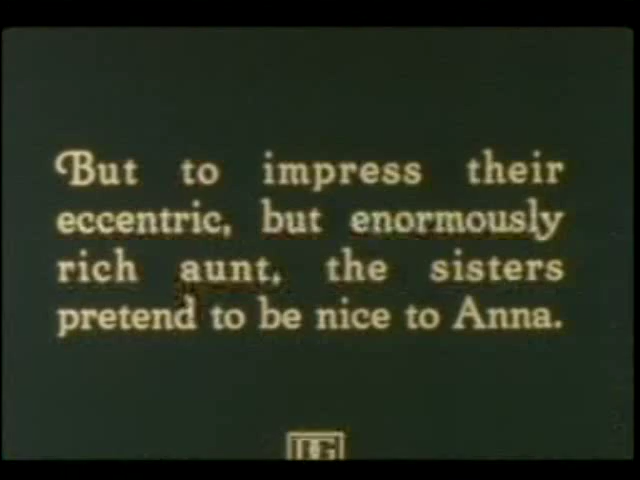 But to impress their
eccentric, but enormously
rich aunt, the sisters
pretend to be nice to Anna.